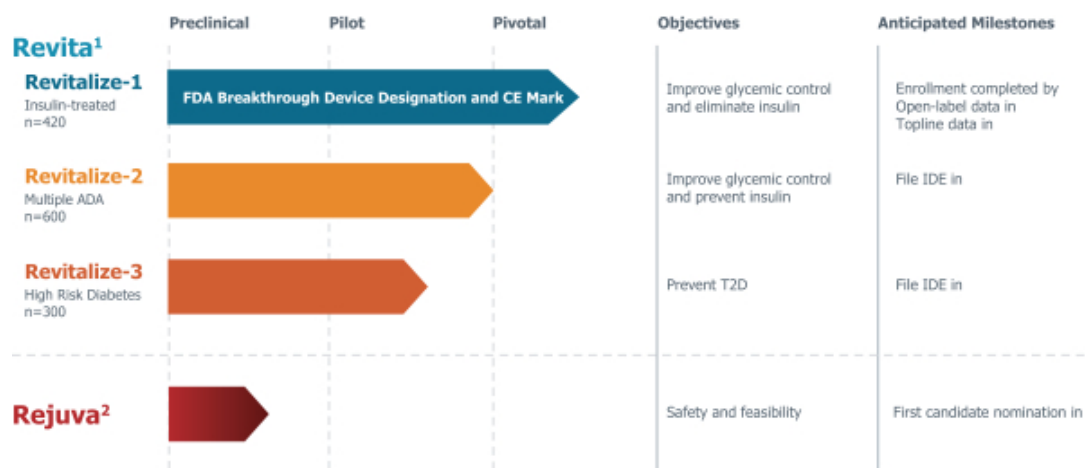 Preclinical Pilot Pivotal Objectives Anticipated Milestones
Revita¹
Revitalize-1
Insulin-treated
n=420
FDA Breakthrough Device Designation and CE Mark
Improve glycemic control
and eliminate insulin
Enrollment completed by
Open-label data in
Topline data in
Revitalize-2
Multiple ADA
n=600
Improve glycemic control
and prevent insulin
File IDE in
Revitalize-3
High Risk Diabetes
n=300
Prevent T2D
File IDE in
Rejuva²
Safety and feasibility
First candidate nomination in